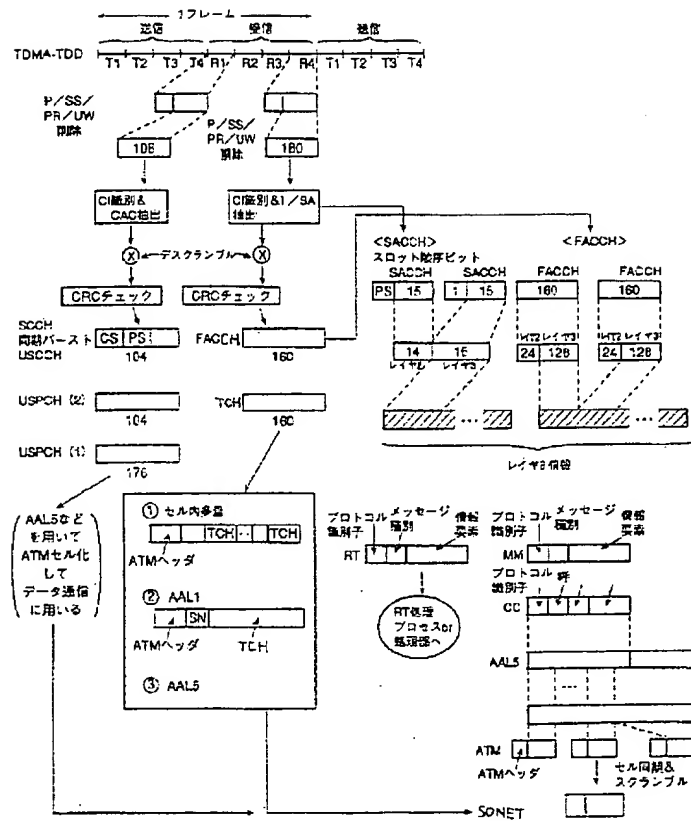 1フレーム
送信 受信 送信
TDMA-TDD T1 T2 T3 T4 R1 R2 R3 R4 T1 T2 T3 T4
P/SS/
PR/UW
削除
P/SS/
PR/UW
削除
108 180
CI識別&
CAC抽出
CI識別&I/SA
抽出
<SACCH> <FACCH>
スロット順序ビット
X デスクランブル X
SACCH SACCH FACCH FACCH
PS 15 1 15 160 160
CRCチェック CRCチェック
SCCH
同期バースト
USCCH
CS PS
104
FACCH
160
レイヤ2 レイヤ3 レイヤ2 レイヤ3
14 16 24 128 24 128
レイヤ2 レイヤ3
USPCH (2)
104
TCH
160
… …
レイヤ3情報
USPCH (1)
176
AAL5など
を用いて
ATMセル化
して
データ通信
に用いる
① セル内多重
TCH ‥ TCH
ATMヘッダ
② AAL1
SN
ATMヘッダ TCH
③ AAL5
プロトコル
識別子
メッセージ
種別
情報
要素
RT
RT処理
プロセスor
処理器へ
プロトコル
識別子
メッセージ
種別
情報
要素
MM
プロトコル
識別子
呼
CC
AAL5
…
ATM
ATMヘッダ
セル同期&
スクランブル
SONET